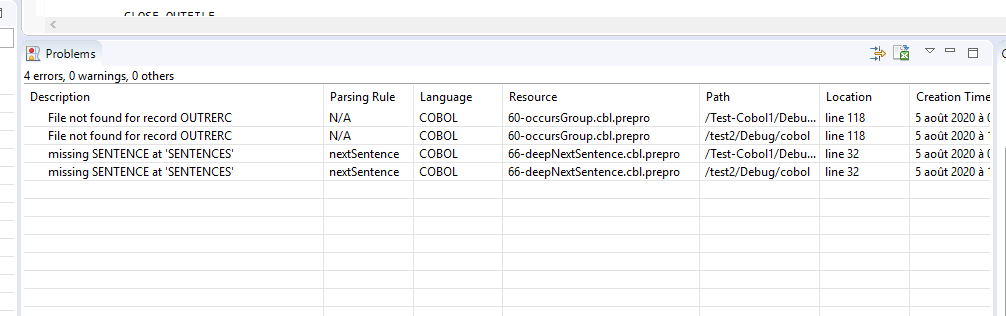 CLOSE OUTFILE
Problems
4 errors, 0 warnings, 0 others
Description Parsing Rule Language Resource Path Location Creation Time
File not found for record OUTRERC N/A COBOL 60-occursGroup.cbl.prepro /Test-Cobol1/Debu... line 118 5 août 2020 à
File not found for record OUTRERC N/A COBOL 60-occursGroup.cbl.prepro /test2/Debug/cobol line 118 5 août 2020 à
missing SENTENCE at 'SENTENCES' nextSentence COBOL 66-deepNextSentence.cbl.prepro /Test-Cobol1/Debu... line 32 5 août 2020 à
missing SENTENCE at 'SENTENCES' nextSentence COBOL 66-deepNextSentence.cbl.prepro /test2/Debug/cobol line 32 5 août 2020 à